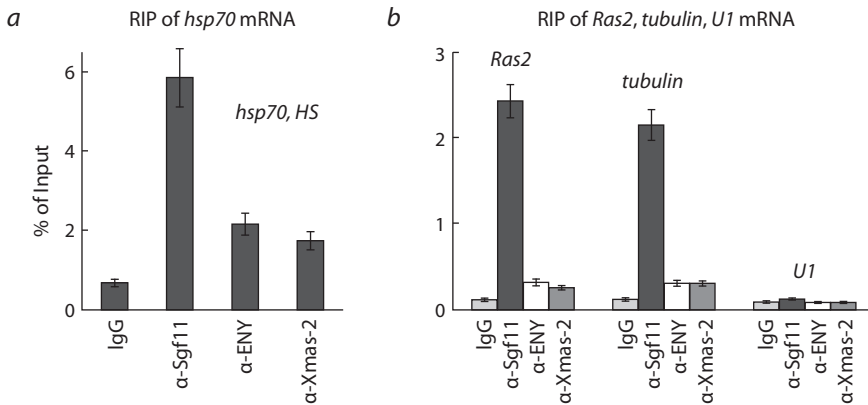 a
RIP of hsp70 mRNA
% of Input
6
4
2
0
hsp70, HS
IgG
α-Sgf11
α-ENY
α-Xmas-2
b
RIP of Ras2, tubulin, U1 mRNA
3
2
1
0
Ras2
tubulin
U1
IgG
α-Sgf11
α-ENY
α-Xmas-2
IgG
α-Sgf11
α-ENY
α-Xmas-2
IgG
α-Sgf11
α-ENY
α-Xmas-2